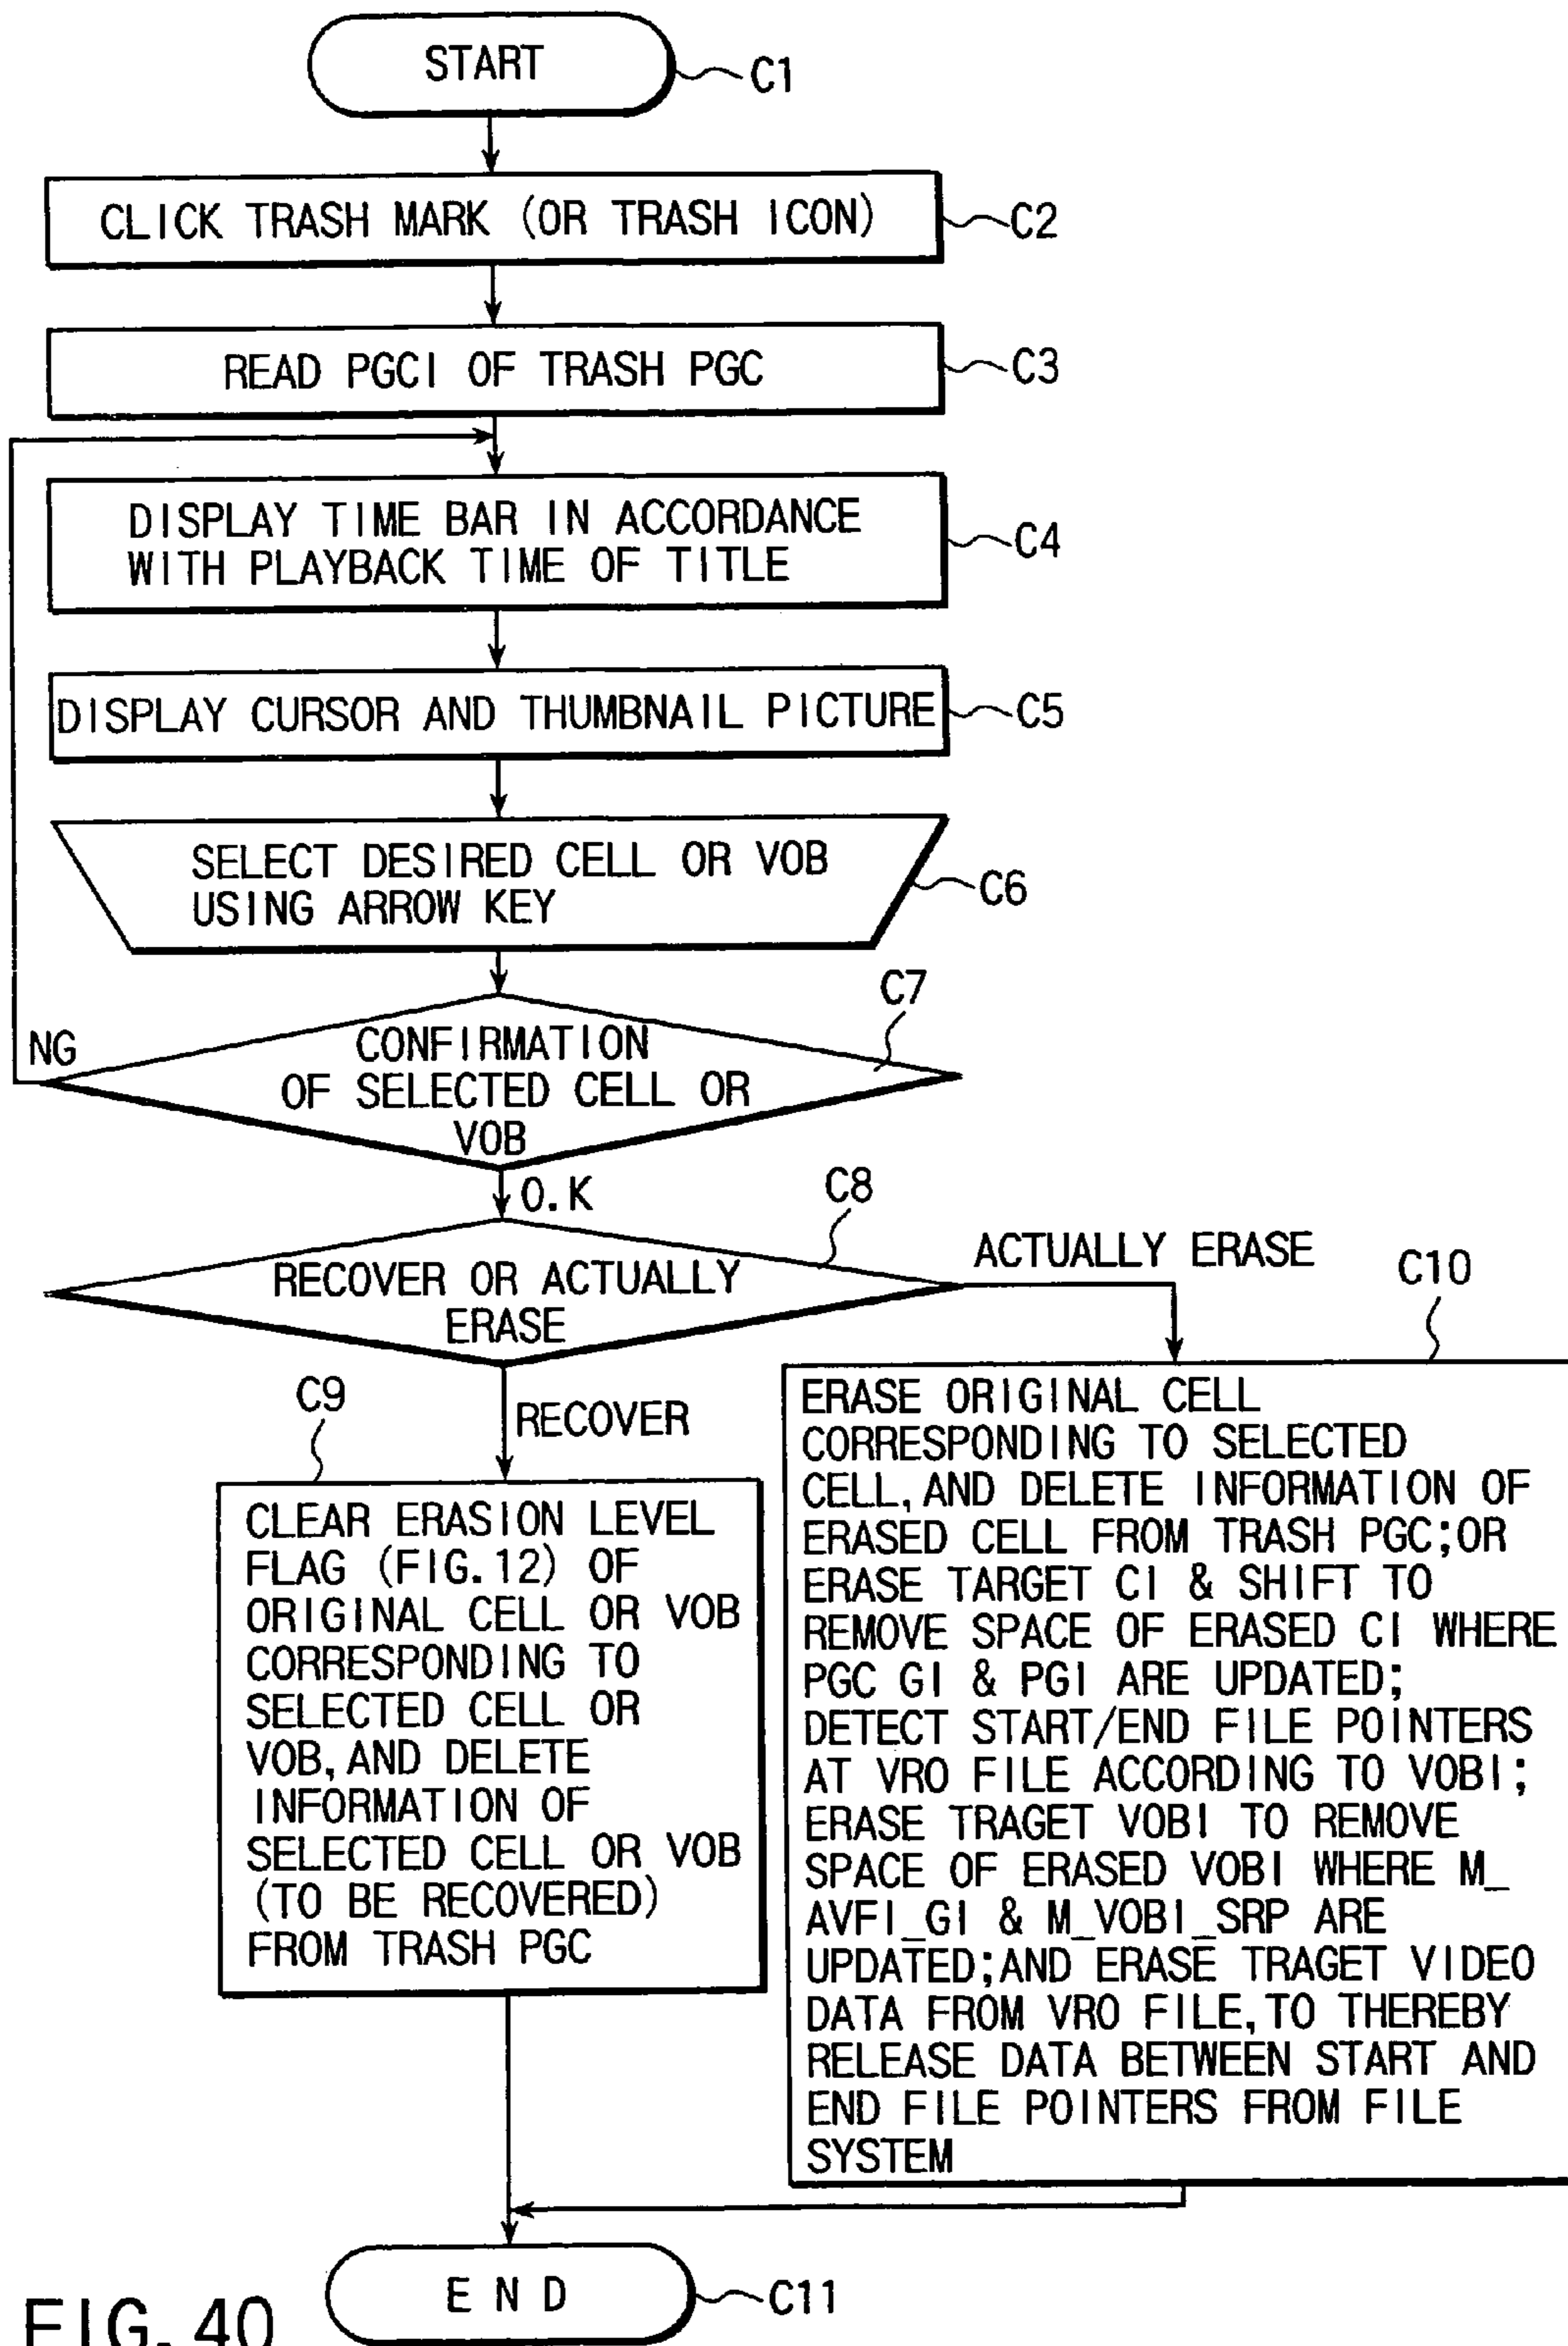 START
C1
CLICK TRASH MARK (OR TRASH ICON)
C2
READ PGCI OF TRASH PGC
C3
DISPLAY TIME BAR IN ACCORDANCE
WITH PLAYBACK TIME OF TITLE
C4
DISPLAY CURSOR AND THUMBNAIL PICTURE
C5
SELECT DESIRED CELL OR VOB
USING ARROW KEY
C6
C7
NG
CONFIRMATION
OF SELECTED CELL OR
VOB
O.K
C8
RECOVER OR ACTUALLY
ERASE
ACTUALLY ERASE
C10
C9
RECOVER
CLEAR ERASION LEVEL
FLAG (FIG.12) OF
ORIGINAL CELL OR VOB
CORRESPONDING TO
SELECTED CELL OR
VOB, AND DELETE
INFORMATION OF
SELECTED CELL OR VOB
(TO BE RECOVERED)
FROM TRASH PGC
ERASE ORIGINAL CELL
CORRESPONDING TO SELECTED
CELL, AND DELETE INFORMATION OF
ERASED CELL FROM TRASH PGC; OR
ERASE TARGET CI & SHIFT TO
REMOVE SPACE OF ERASED CI WHERE
PGC GI & PGI ARE UPDATED;
DETECT START/END FILE POINTERS
AT VRO FILE ACCORDING TO VOBI;
ERASE TRAGET VOBI TO REMOVE
SPACE OF ERASED VOBI WHERE M_
AVFI_GI & M_VOBI_SRP ARE
UPDATED; AND ERASE TRAGET VIDEO
DATA FROM VRO FILE, TO THEREBY
RELEASE DATA BETWEEN START AND
END FILE POINTERS FROM FILE
SYSTEM
END
C11
FIG. 40